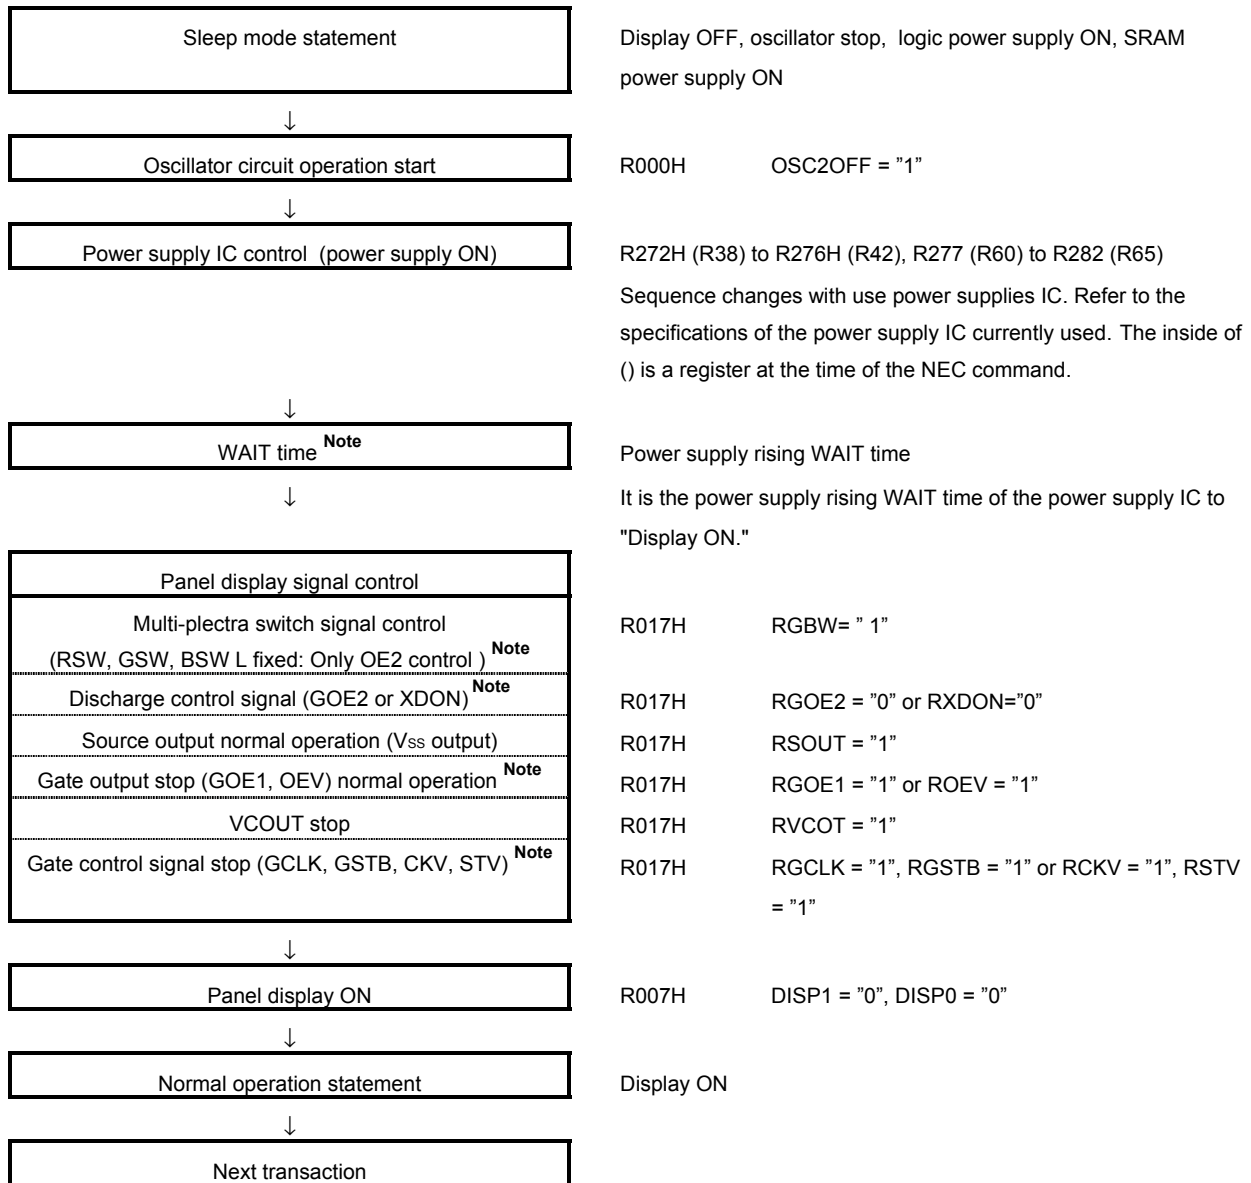 Sleep mode statement
Display OFF, oscillator stop, logic power supply ON, SRAM
power supply ON
↓
Oscillator circuit operation start
R000H OSC2OFF = ”1”
↓
Power supply IC control (power supply ON)
R272H (R38) to R276H (R42), R277 (R60) to R282 (R65)
Sequence changes with use power supplies IC. Refer to the
specifications of the power supply IC currently used. The inside of
() is a register at the time of the NEC command.
↓
WAIT time Note
Power supply rising WAIT time
↓
It is the power supply rising WAIT time of the power supply IC to
"Display ON."
Panel display signal control
Multi-plectra switch signal control
R017H RGBW= ” 1”
(RSW, GSW, BSW L fixed: Only OE2 control ) Note
Discharge control signal (GOE2 or XDON) Note
R017H RGOE2 = ”0” or RXDON=”0”
Source output normal operation (VSS output)
R017H RSOUT = ”1”
Gate output stop (GOE1, OEV) normal operation Note
R017H RGOE1 = ”1” or ROEV = ”1”
VCOUT stop
R017H RVCOT = ”1”
Gate control signal stop (GCLK, GSTB, CKV, STV) Note
R017H RGCLK = ”1”, RGSTB = ”1” or RCKV = ”1”, RSTV
= ”1”
↓
Panel display ON
R007H DISP1 = ”0”, DISP0 = ”0”
↓
Normal operation statement
Display ON
↓
Next transaction